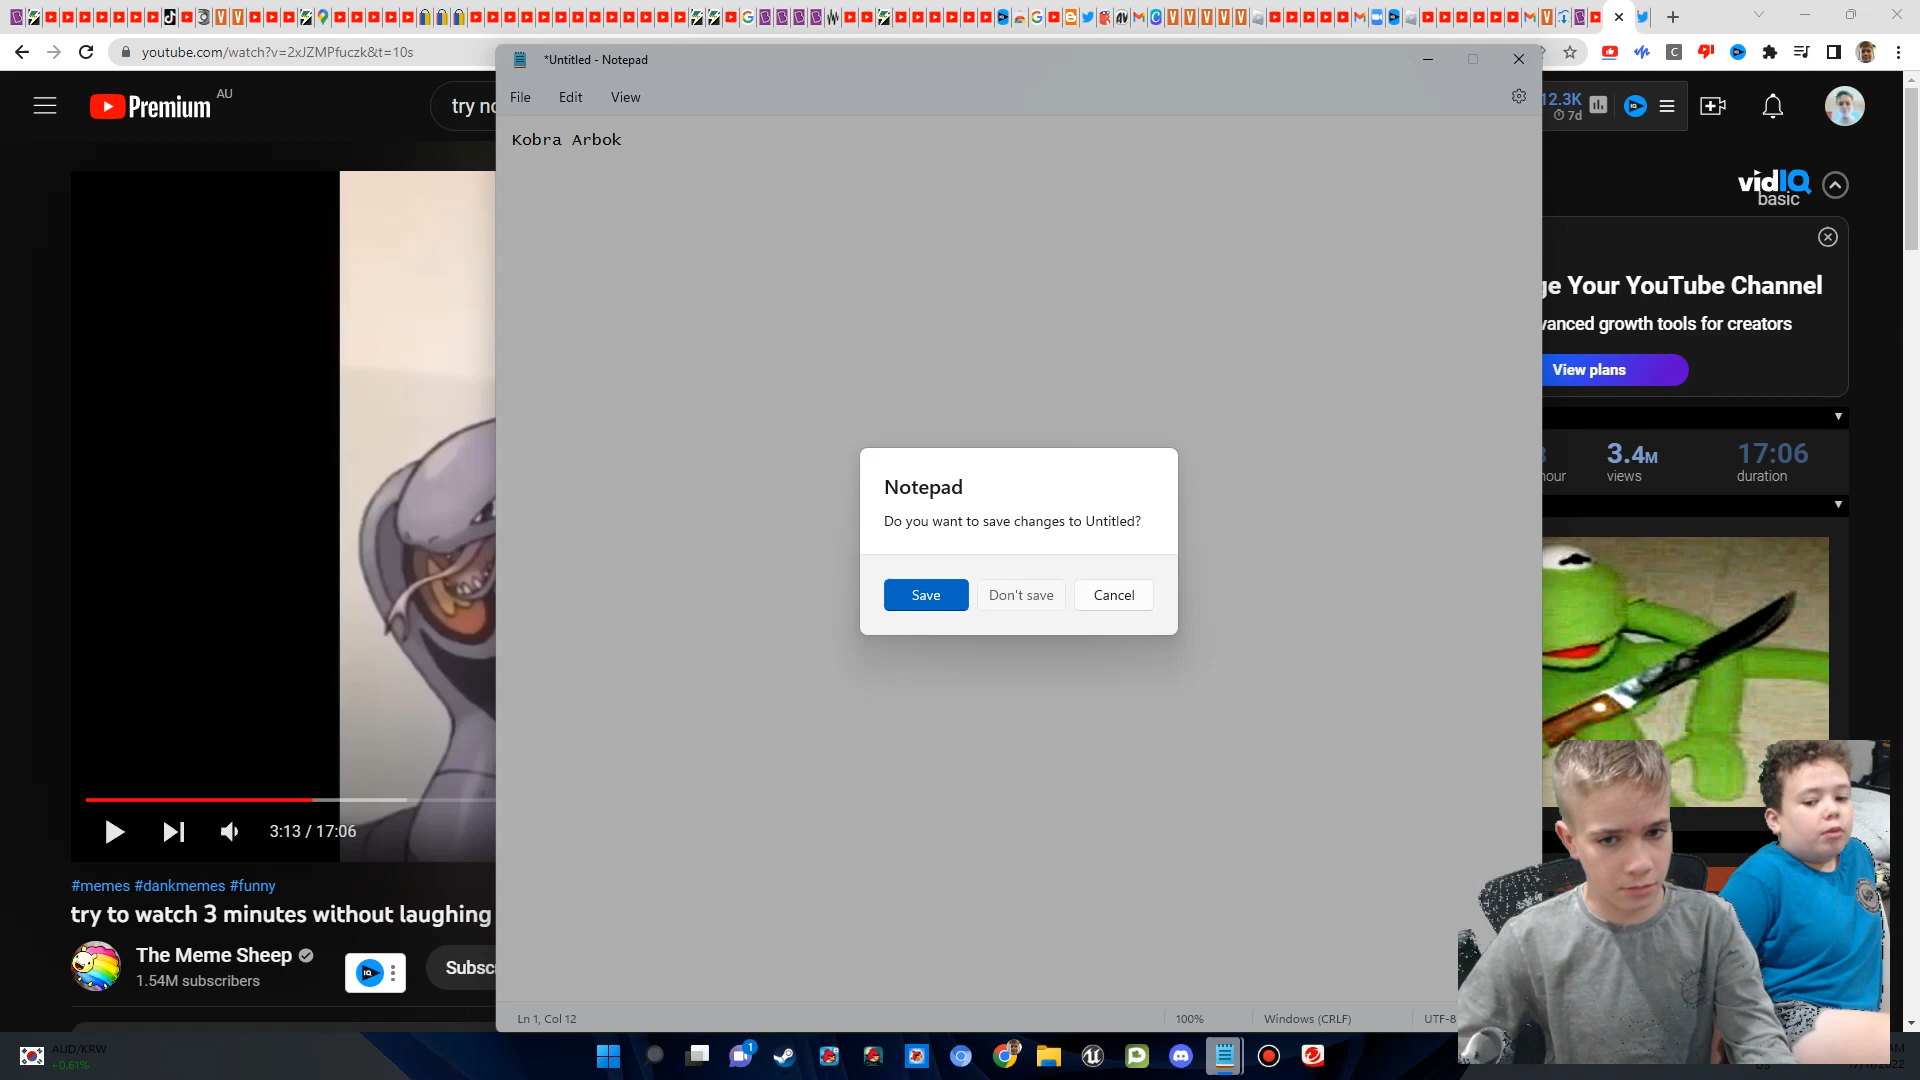 youtube.com/watch?v=2xJZMPfuczk&t=10s
*Untitled - Notepad
File Edit View
Premium AU
12.3K
7d
Kobra Arbok
vidIQ
basic
Your YouTube Channel
growth tools for creators
View plans
3.4M
views
17:06
duration
Notepad
Do you want to save changes to Untitled?
Save Don't save Cancel
3:13 / 17:06
#memes #dankmemes #funny
try to watch 3 minutes without laughing
The Meme Sheep
1.54M subscribers
IQ
Ln 1, Col 12
100%
Windows (CRLF)
UTF-8
AUD/KRW
+0.61%
1